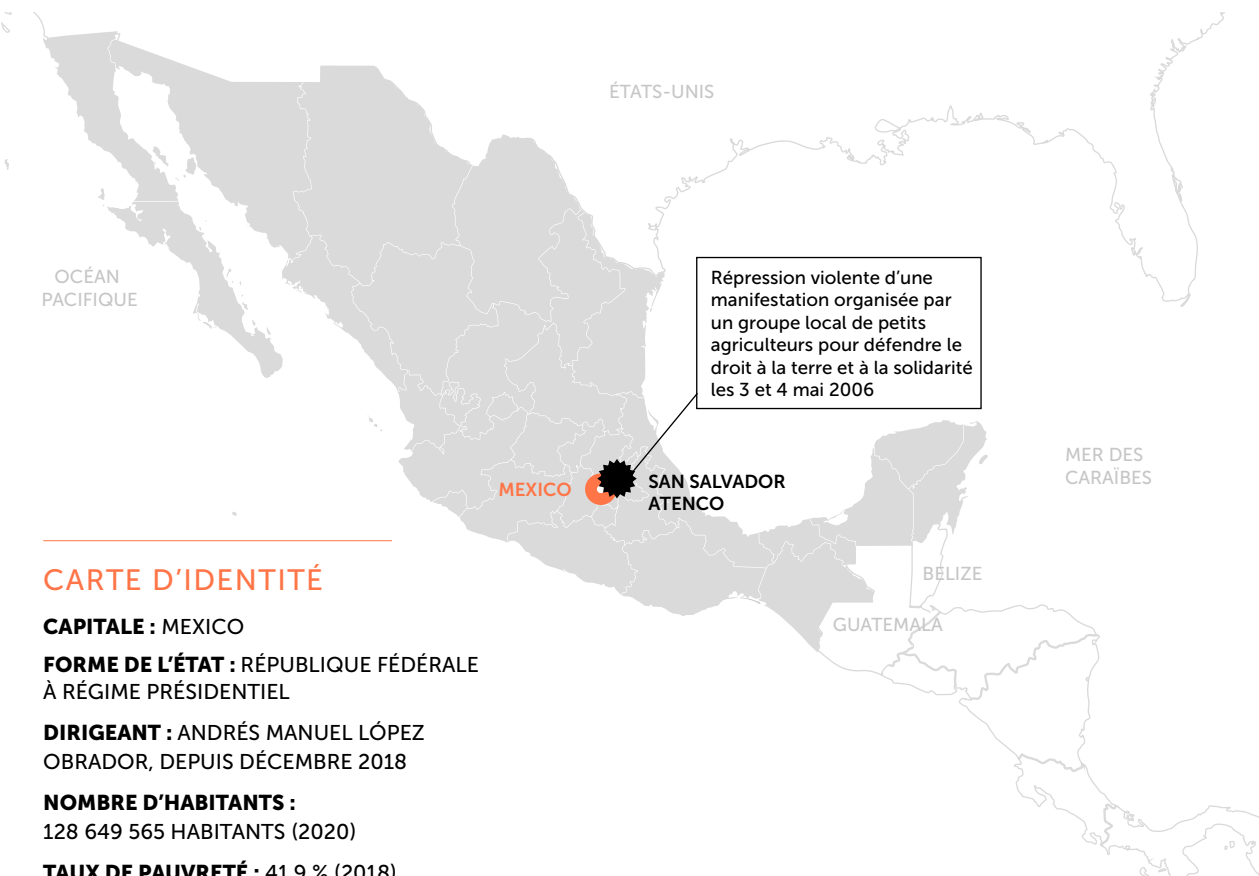 ÉTATS-UNIS
OCÉAN
PACIFIQUE
Répression violente d’une
manifestation organisée par
un groupe local de petits
agriculteurs pour défendre le
droit à la terre et à la solidarité
les 3 et 4 mai 2006
MER DES
CARAÏBES
MEXICO
SAN SALVADOR
ATENCO
BELIZE
GUATEMALA
CARTE D’IDENTITÉ
CAPITALE : MEXICO
FORME DE L’ÉTAT : RÉPUBLIQUE FÉDÉRALE
À RÉGIME PRÉSIDENTIEL
DIRIGEANT : ANDRÉS MANUEL LÓPEZ
OBRADOR, DEPUIS DÉCEMBRE 2018
NOMBRE D’HABITANTS :
128 649 565 HABITANTS (2020)
TAUX DE PAUVRETÉ : 41,9 % (2018)